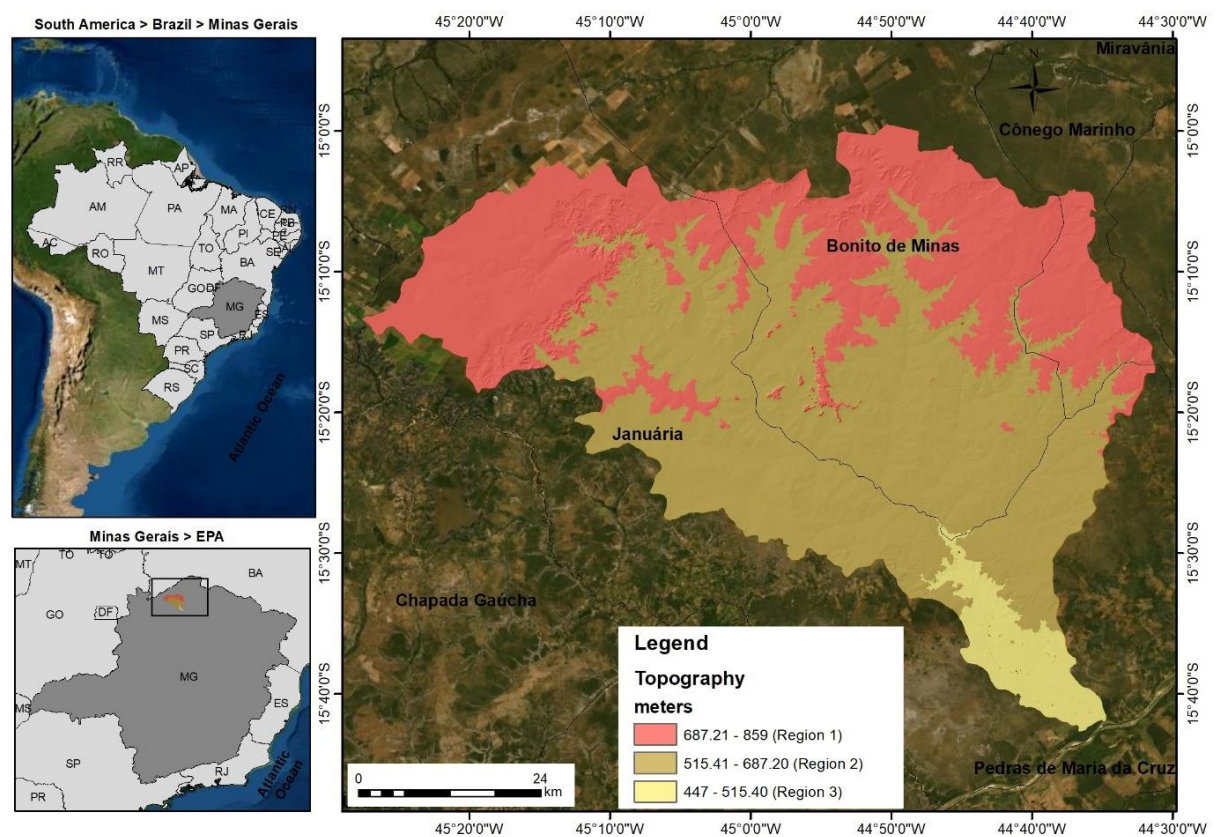 South America > Brazil > Minas Gerais
RR
AP
AM
PA
MA
CE
RN
PB
PI
PE
AC
AL
TO
SE
RO
BA
MT
GO
DF
MG
ES
MS
SP
RJ
PR
SC
RS
Atlantic Ocean
Minas Gerais > EPA
TO
TO
MT
BA
GO
DF
MG
ES
MS
SP
RJ
PR
Atlantic Ocean
45°20'0"W 45°10'0"W 45°0'0"W 44°50'0"W 44°40'0"W 44°30'0"W
N
Miravânia
Cônego Marinho
Bonito de Minas
Januária
Chapada Gaúcha
Pedras de Maria da Cruz
15°0'0"S
15°10'0"S
15°20'0"S
15°30'0"S
15°40'0"S
15°0'0"S
15°10'0"S
15°20'0"S
15°30'0"S
15°40'0"S
Legend
Topography
meters
687.21 - 859 (Region 1)
515.41 - 687.20 (Region 2)
447 - 515.40 (Region 3)
0 24
km
45°20'0"W 45°10'0"W 45°0'0"W 44°50'0"W 44°40'0"W 44°30'0"W